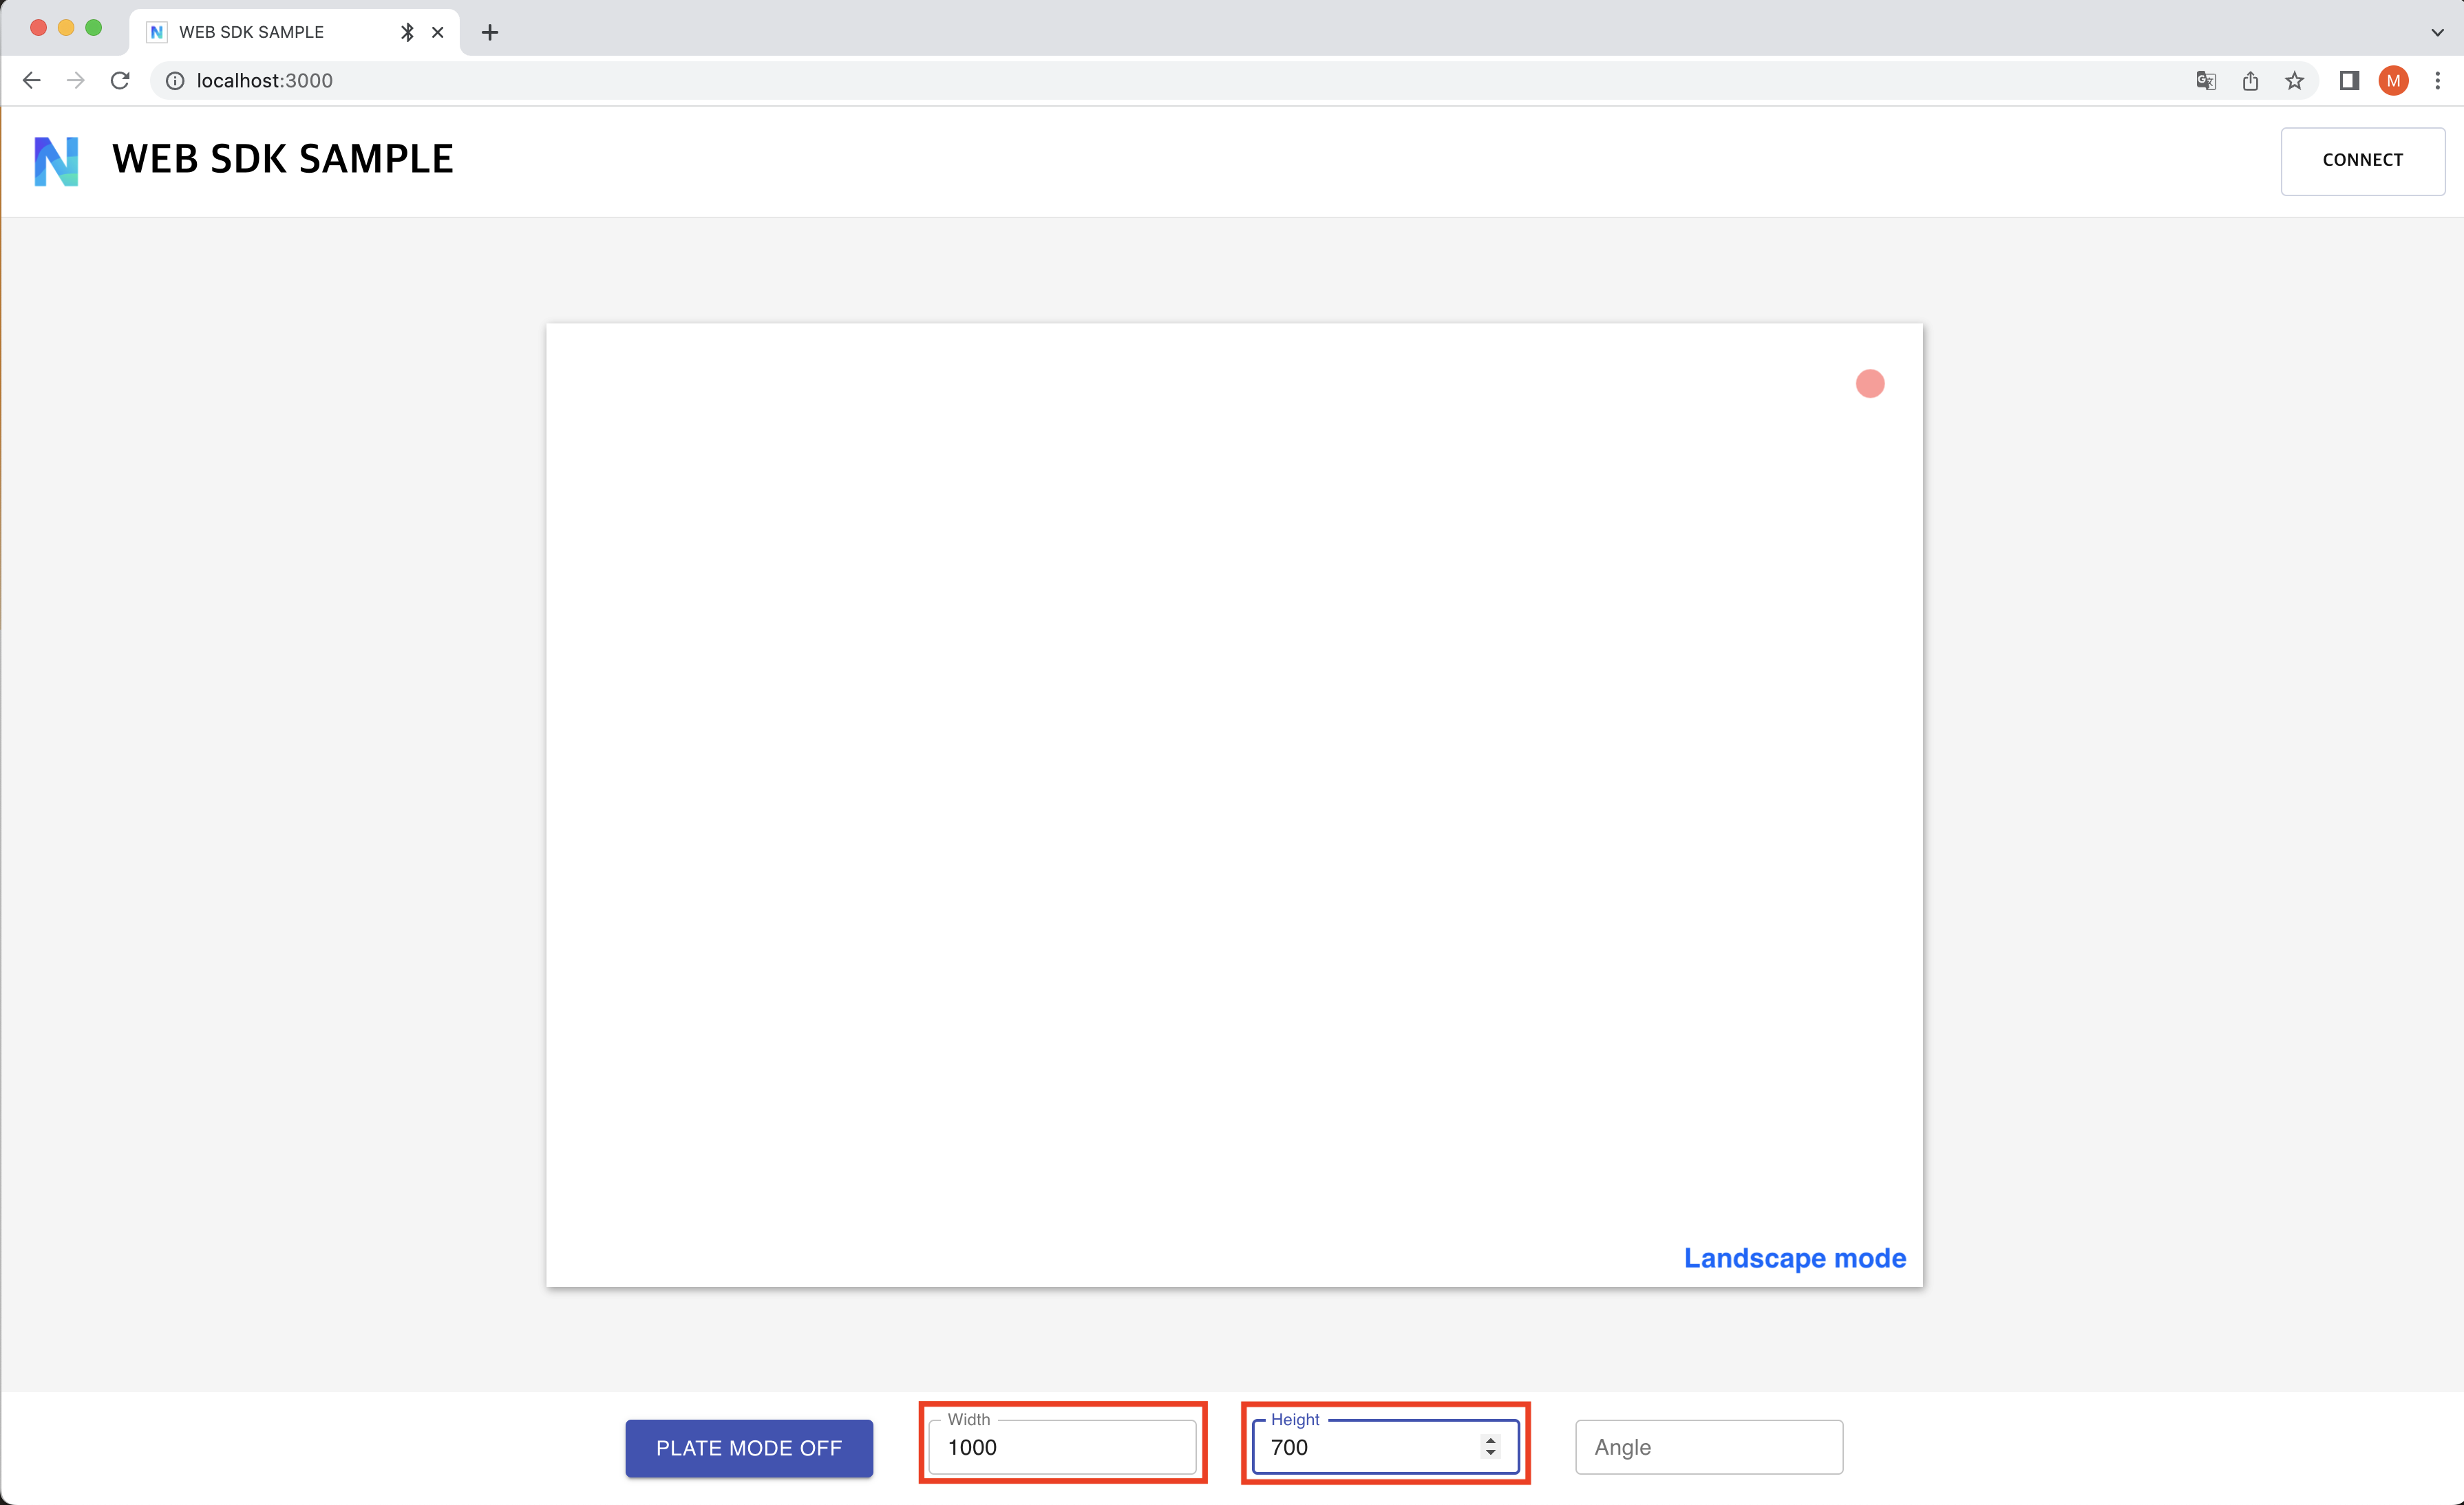 WEB SDK SAMPLE
localhost:3000
M
WEB SDK SAMPLE
CONNECT
Landscape mode
PLATE MODE OFF
Width
1000
Height
700
Angle